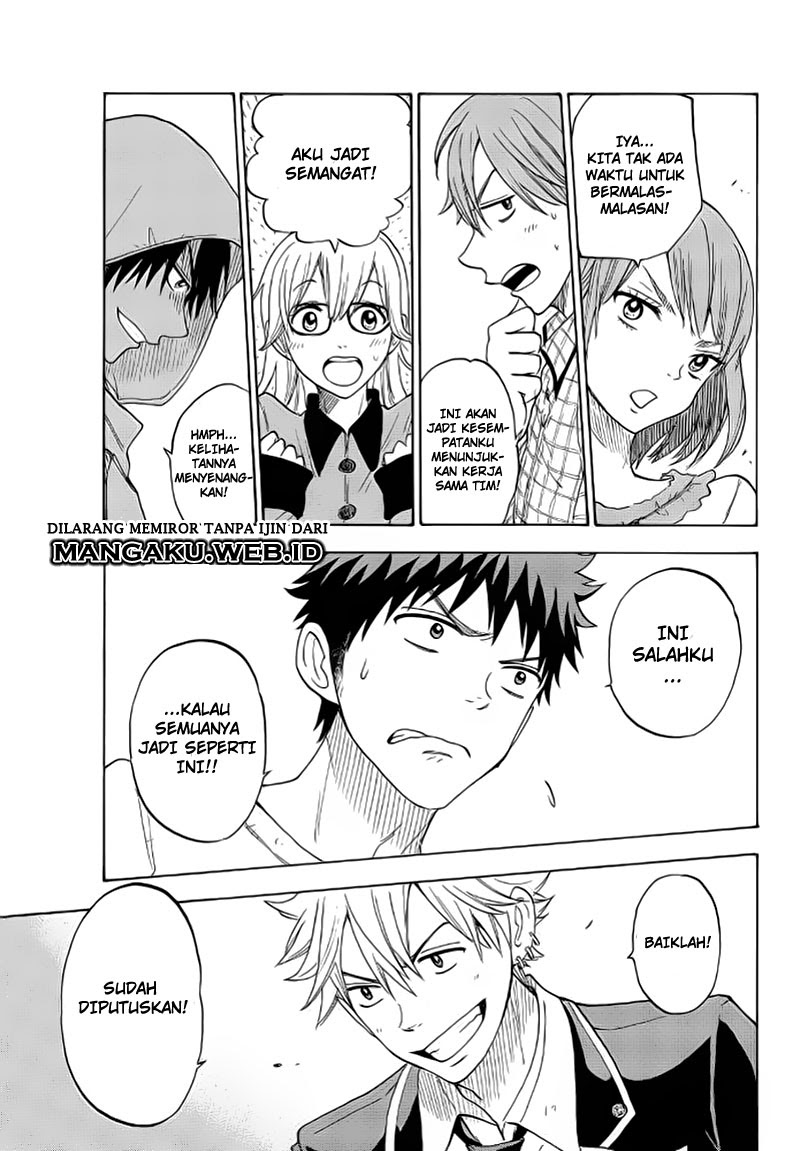 IYA...
KITA TAK ADA
WAKTU UNTUK
BERMALAS-
MALASAN!
INI AKAN
JADI KESEM-
PATANKU
MENUNJUK-
KAN KERJA
SAMA TIM!
AKU JADI
SEMANGAT!
HMPH...
KELIHA-
TANNYA
MENYENANG-
KAN!
DILARANG MEMIROR TANPA IJIN DARI
MANGAKU.WEB.ID
INI
SALAHKU
...
...KALAU
SEMUANYA
JADI SEPERTI
INI!!
BAIKLAH!
SUDAH
DIPUTUSKAN!